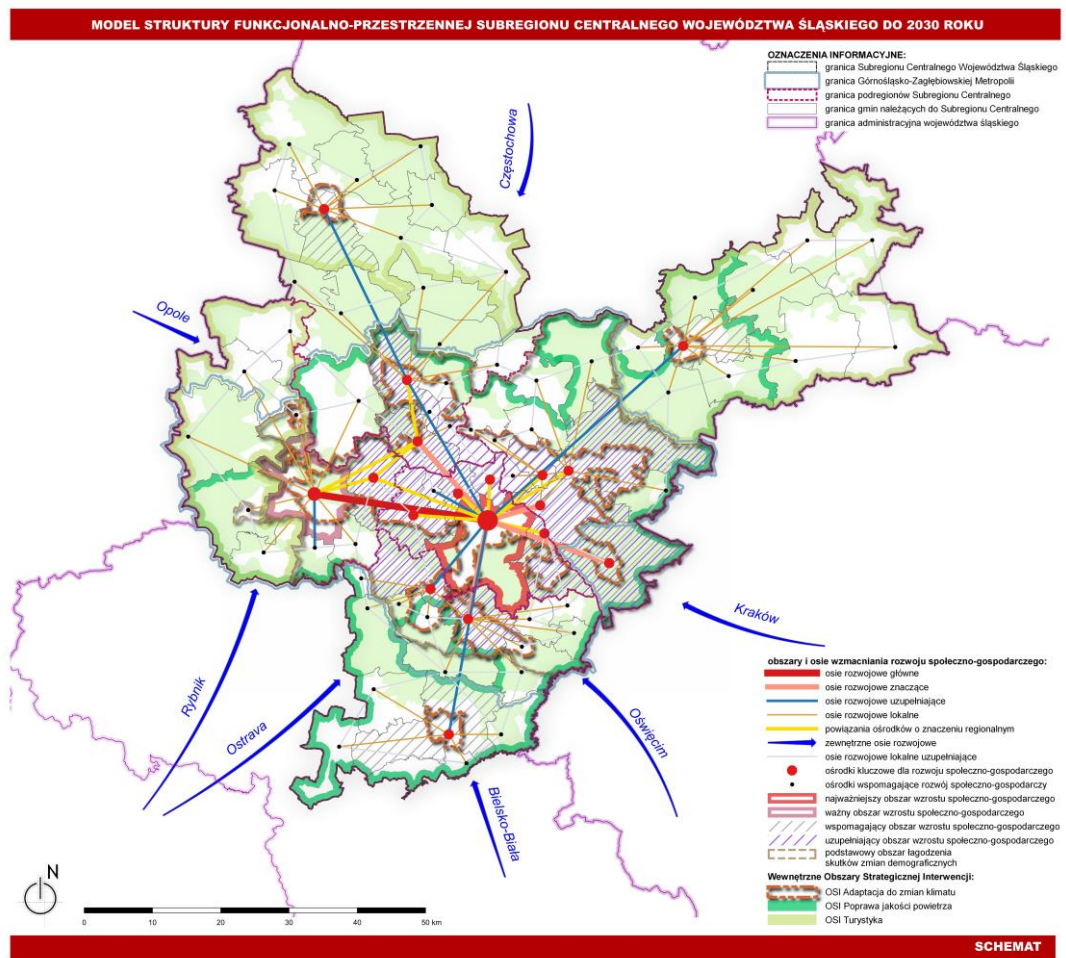 MODEL STRUKTURY FUNKCJONALNO-PRZESTRZENNEJ SUBREGIONU CENTRALNEGO WOJEWÓDZTWA ŚLĄSKIEGO DO 2030 ROKU
OZNACZENIA INFORMACYJNE:
granica Subregionu Centralnego Województwa Śląskiego
granica Górnośląsko-Zagłębiowskiej Metropolii
granica podregionów Subregionu Centralnego
granica gmin należących do Subregionu Centralnego
granica administracyjna województwa śląskiego
Częstochowa
Opole
Kraków
Rybnik
Ostrava
Oświęcim
Bielsko-Biała
obszary i osie wzmacniania rozwoju społeczno-gospodarczego:
osie rozwojowe główne
osie rozwojowe znaczące
osie rozwojowe uzupełniające
osie rozwojowe lokalne
powiązania ośrodków o znaczeniu regionalnym
zewnętrzne osie rozwojowe
osie rozwojowe lokalne uzupełniające
ośrodki kluczowe dla rozwoju społeczno-gospodarczego
ośrodki wspomagające rozwój społeczno-gospodarczy
najważniejszy obszar wzrostu społeczno-gospodarczego
ważny obszar wzrostu społeczno-gospodarczego
wspomagający obszar wzrostu społeczno-gospodarczego
uzupełniający obszar wzrostu społeczno-gospodarczego
podstawowy obszar łagodzenia
skutków zmian demograficznych
Wewnętrzne Obszary Strategicznej Interwencji:
OSI Adaptacja do zmian klimatu
OSI Poprawa jakości powietrza
OSI Turystyka
N
0 10 20 30 40 50 km
SCHEMAT